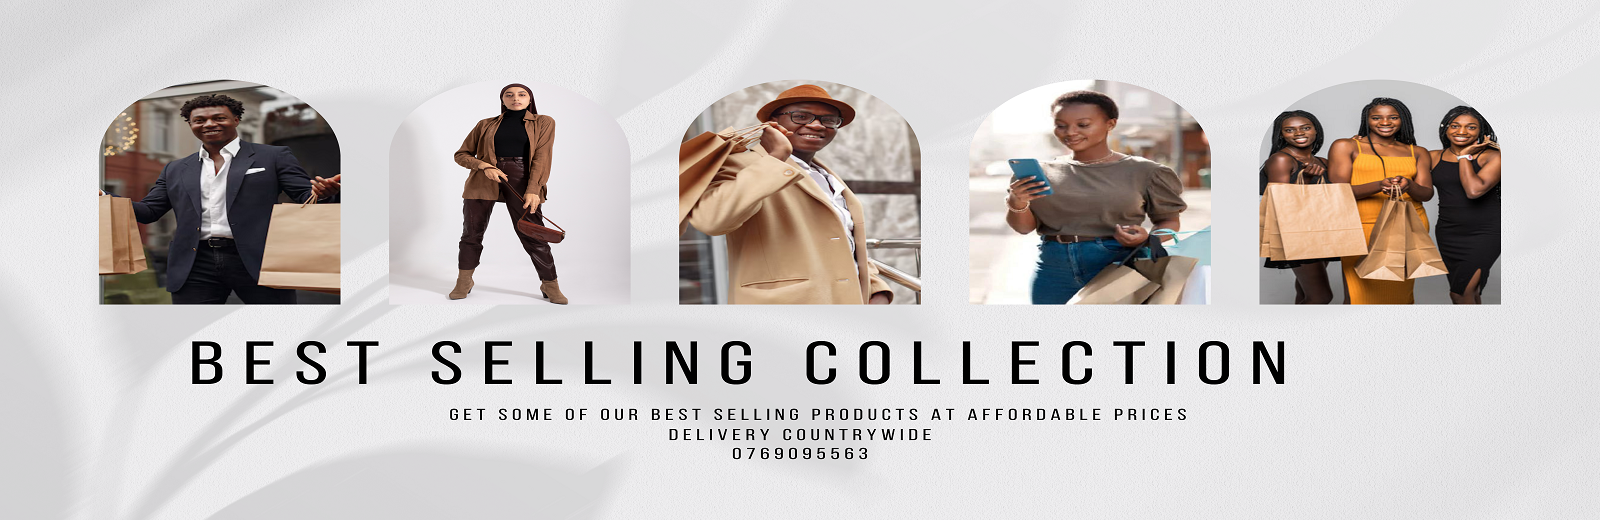 BEST SELLING COLLECTION
GET SOME OF OUR BEST SELLING PRODUCTS AT AFFORDABLE PRICES
DELIVERY COUNTRYWIDE
0769095563